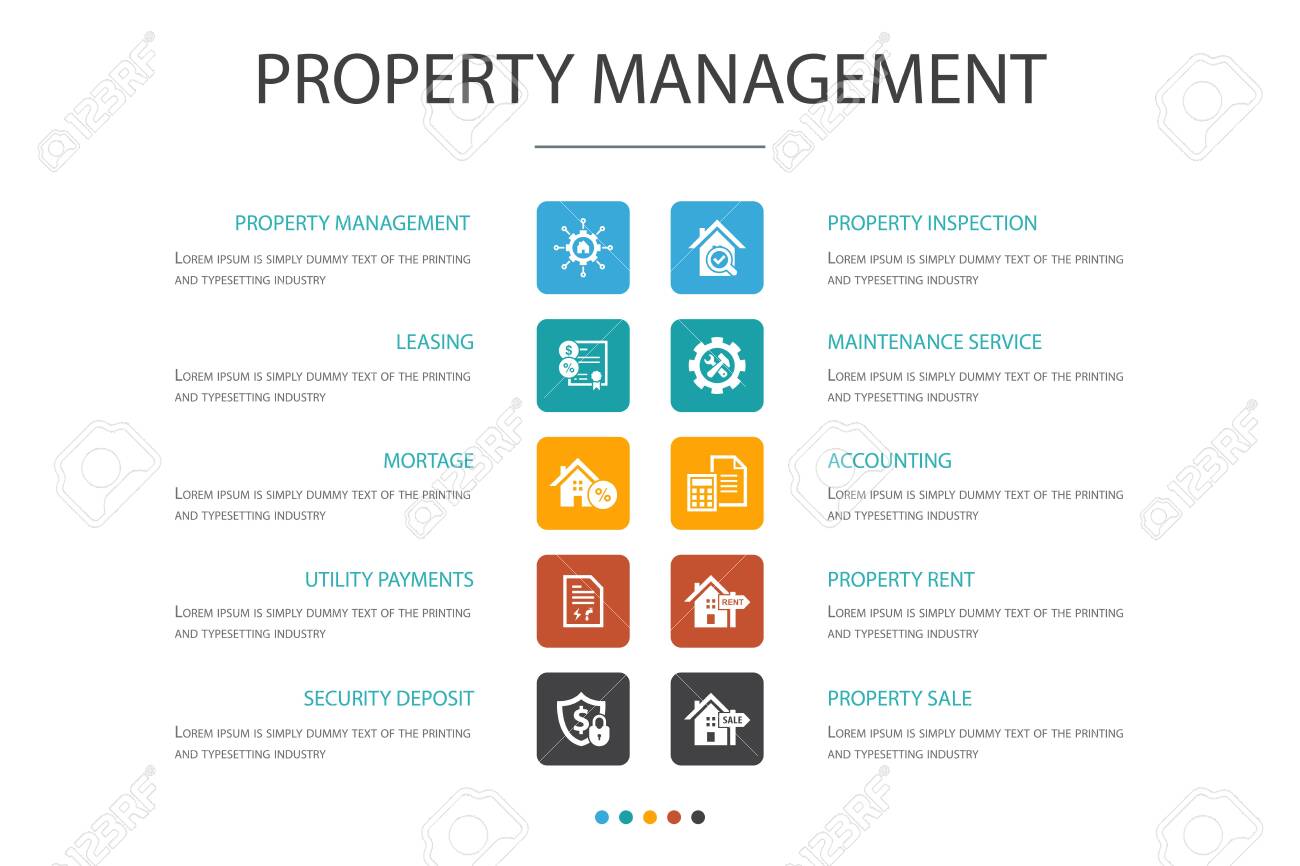 PROPERTY MANAGEMENT
PROPERTY MANAGEMENT
LOREM IPSUM IS SIMPLY DUMMY TEXT OF THE PRINTING
AND TYPESETTING INDUSTRY
PROPERTY INSPECTION
LOREM IPSUM IS SIMPLY DUMMY TEXT OF THE PRINTING
AND TYPESETTING INDUSTRY
LEASING
LOREM IPSUM IS SIMPLY DUMMY TEXT OF THE PRINTING
AND TYPESETTING INDUSTRY
$
%
MAINTENANCE SERVICE
LOREM IPSUM IS SIMPLY DUMMY TEXT OF THE PRINTING
AND TYPESETTING INDUSTRY
MORTAGE
LOREM IPSUM IS SIMPLY DUMMY TEXT OF THE PRINTING
AND TYPESETTING INDUSTRY
%
ACCOUNTING
LOREM IPSUM IS SIMPLY DUMMY TEXT OF THE PRINTING
AND TYPESETTING INDUSTRY
UTILITY PAYMENTS
LOREM IPSUM IS SIMPLY DUMMY TEXT OF THE PRINTING
AND TYPESETTING INDUSTRY
RENT
PROPERTY RENT
LOREM IPSUM IS SIMPLY DUMMY TEXT OF THE PRINTING
AND TYPESETTING INDUSTRY
SECURITY DEPOSIT
LOREM IPSUM IS SIMPLY DUMMY TEXT OF THE PRINTING
AND TYPESETTING INDUSTRY
$
SALE
PROPERTY SALE
LOREM IPSUM IS SIMPLY DUMMY TEXT OF THE PRINTING
AND TYPESETTING INDUSTRY
123RF
123RF
123RF
123RF
123RF
123RF